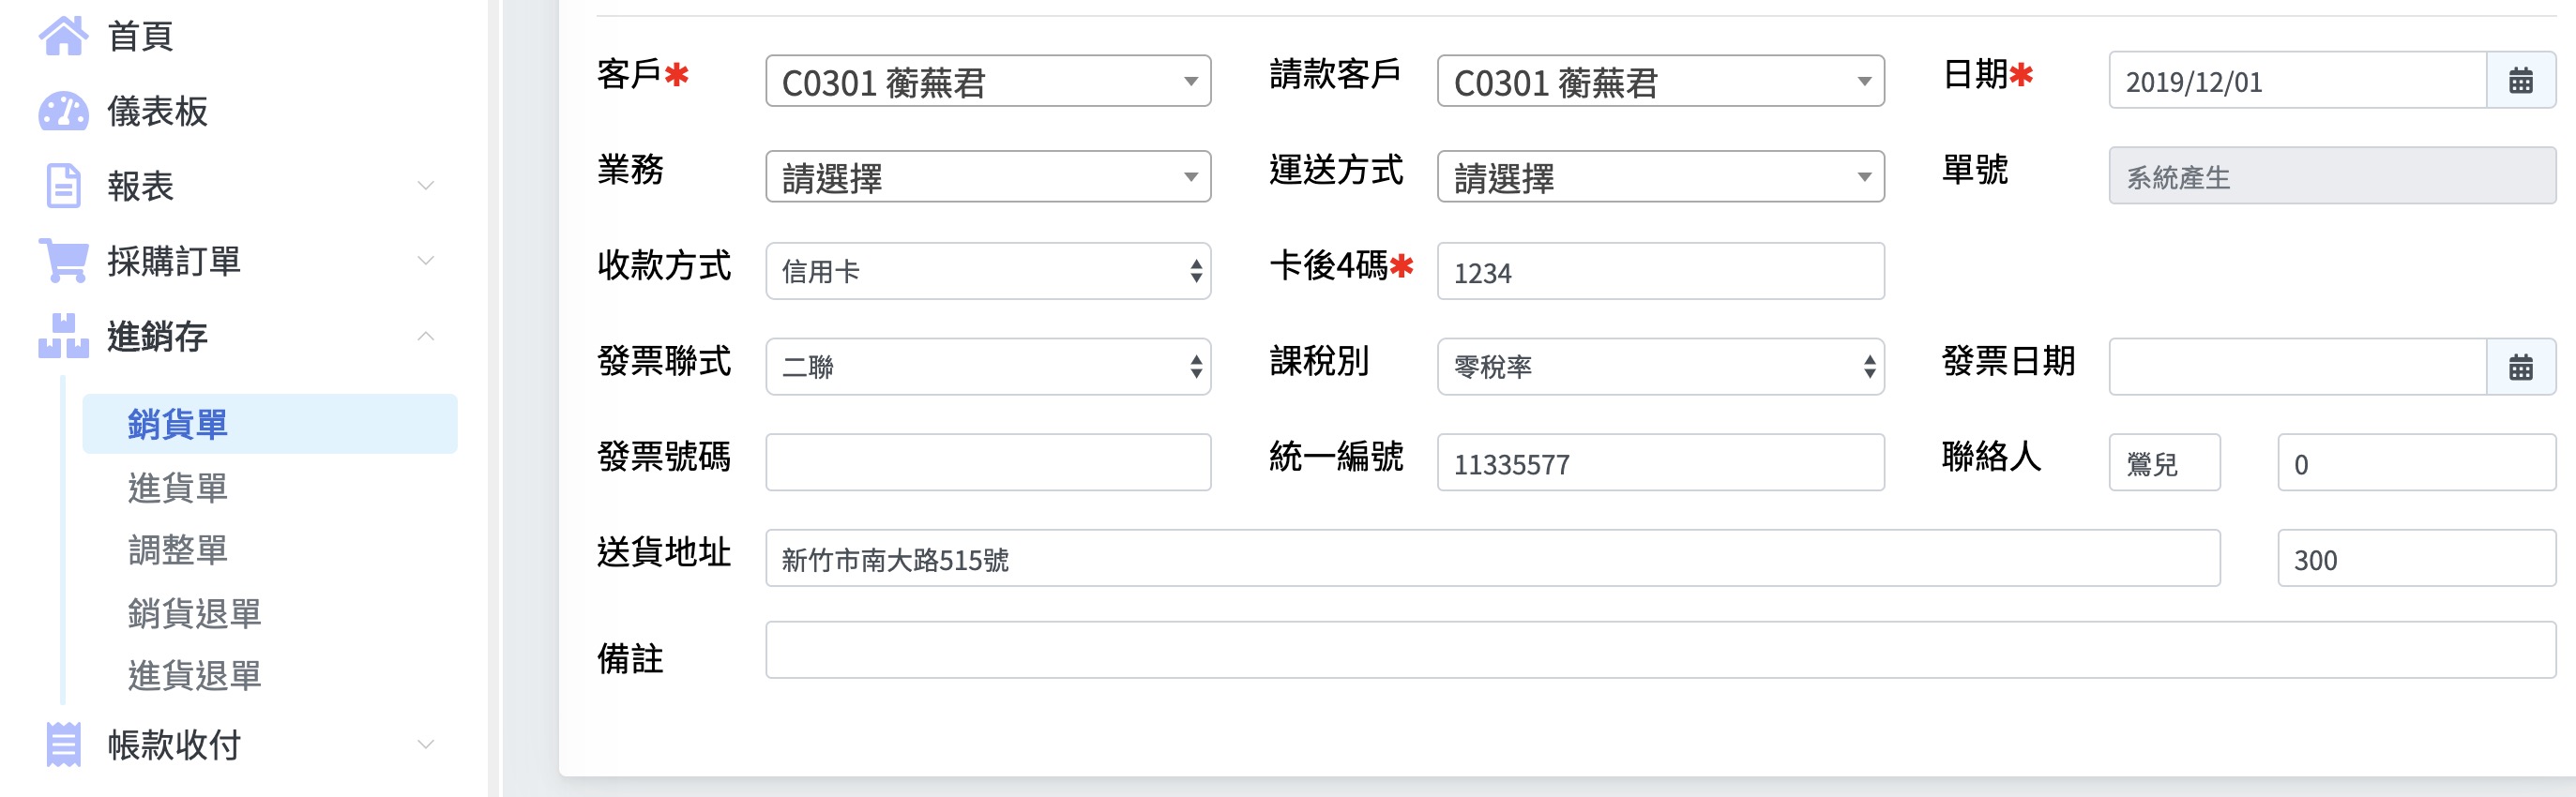 首頁
儀表板
報表
採購訂單
進銷存
銷貨單
進貨單
調整單
銷貨退單
進貨退單
帳款收付
客戶* C0301 蘅蕪君 請款客戶 C0301 蘅蕪君 日期* 2019/12/01
業務 請選擇 運送方式 請選擇 單號 系統產生
收款方式 信用卡 卡後4碼* 1234
發票聯式 二聯 課稅別 零稅率 發票日期
發票號碼 統一編號 11335577 聯絡人 鶯兒 0
送貨地址 新竹市南大路515號 300
備註